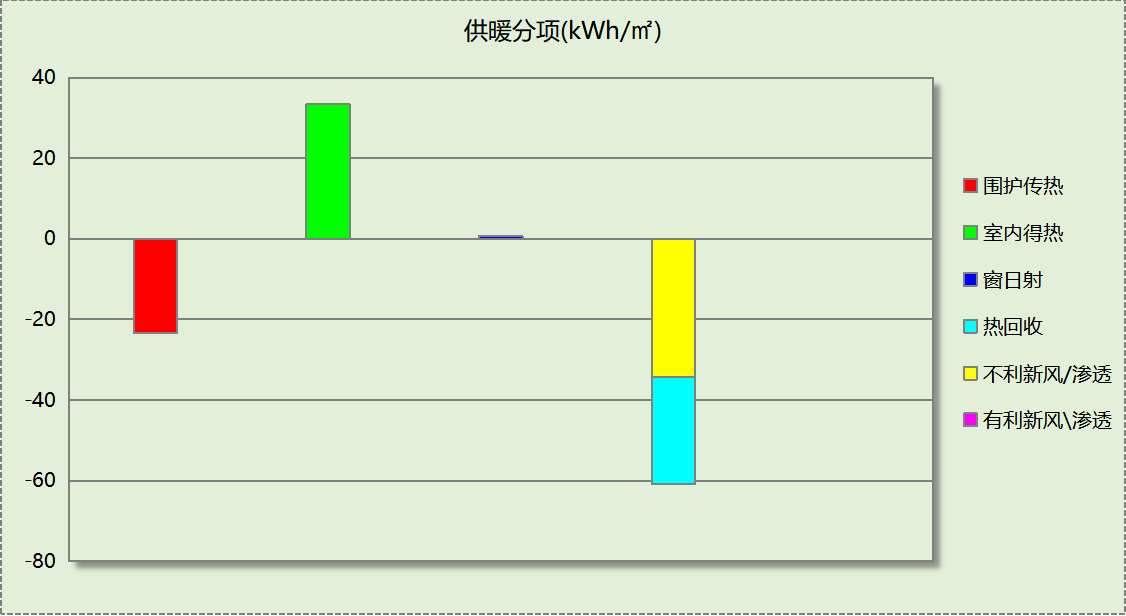 供暖分项(kWh/㎡)
40
20
0
-20
-40
-60
-80
围护传热
室内得热
窗日射
热回收
不利新风/渗透
有利新风\渗透